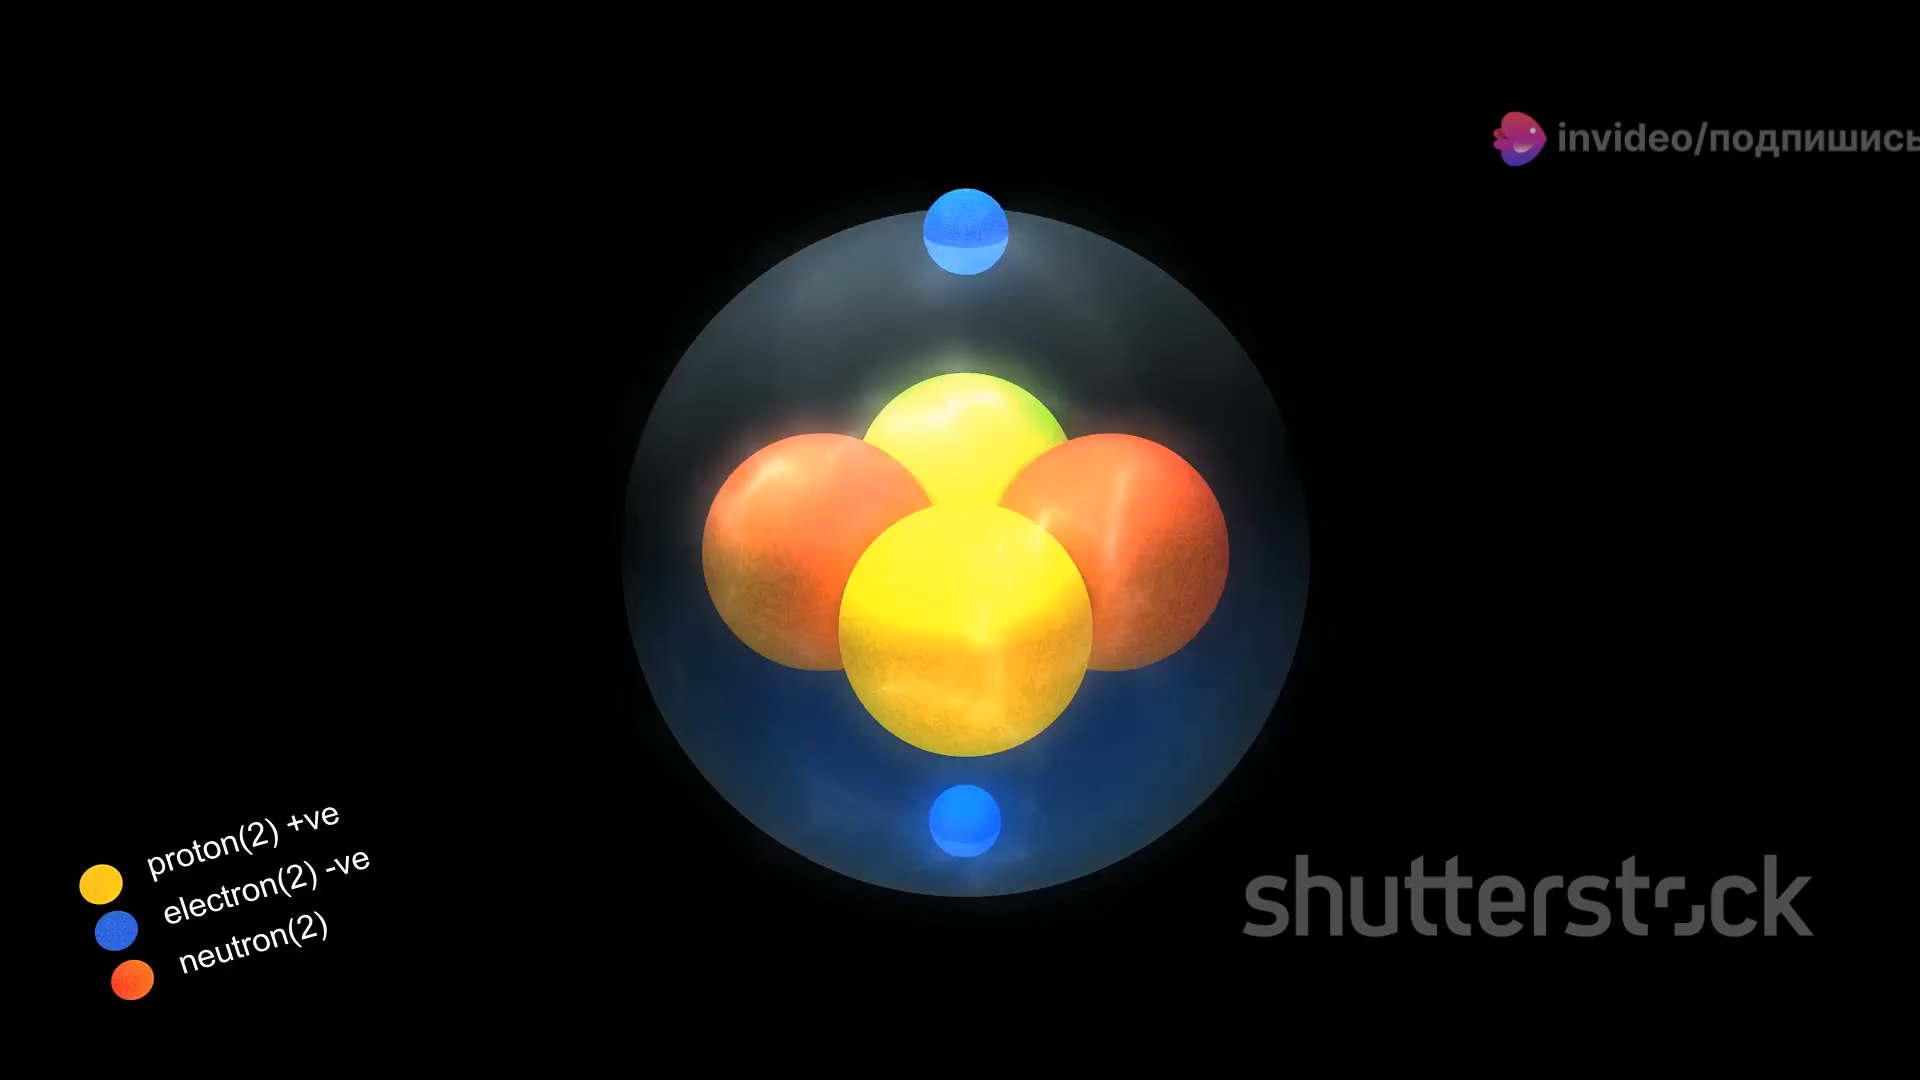 invideo/подпишись
proton(2) +ve
electron(2) -ve
neutron(2)
shutterstock